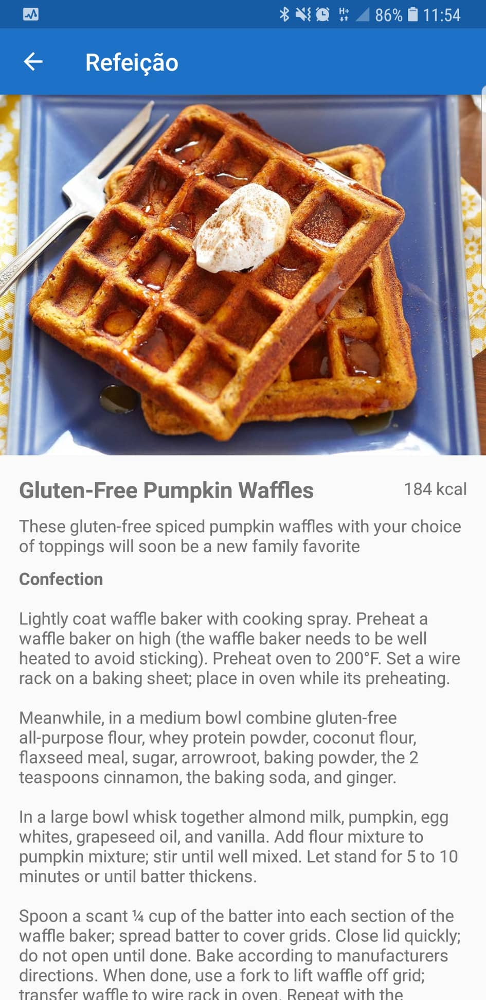 H+ 86% 11:54
Refeição
Gluten-Free Pumpkin Waffles 184 kcal
These gluten-free spiced pumpkin waffles with your choice
of toppings will soon be a new family favorite
Confection
Lightly coat waffle baker with cooking spray. Preheat a
waffle baker on high (the waffle baker needs to be well
heated to avoid sticking). Preheat oven to 200°F. Set a wire
rack on a baking sheet; place in oven while its preheating.
Meanwhile, in a medium bowl combine gluten-free
all-purpose flour, whey protein powder, coconut flour,
flaxseed meal, sugar, arrowroot, baking powder, the 2
teaspoons cinnamon, the baking soda, and ginger.
In a large bowl whisk together almond milk, pumpkin, egg
whites, grapeseed oil, and vanilla. Add flour mixture to
pumpkin mixture; stir until well mixed. Let stand for 5 to 10
minutes or until batter thickens.
Spoon a scant ¼ cup of the batter into each section of the
waffle baker; spread batter to cover grids. Close lid quickly;
do not open until done. Bake according to manufacturers
directions. When done, use a fork to lift waffle off grid;
transfer waffle to wire rack in oven. Repeat with the